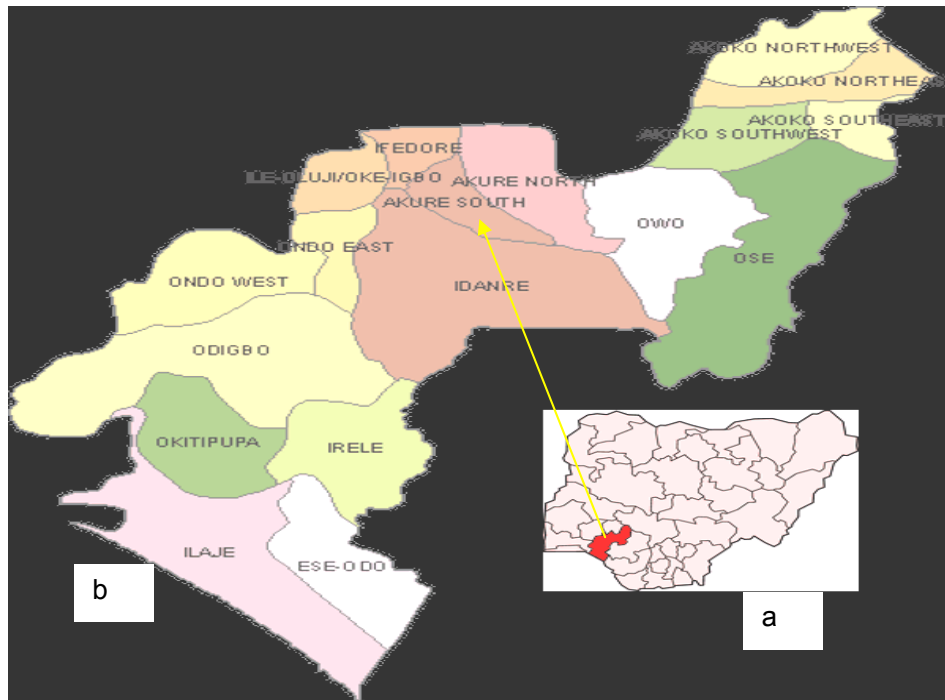 AKOKO NORTHWEST
AKOKO NORTHEAS
AKOKO SOUTHEAST
AKOKO SOUTHWEST
IFEDORE
ILE-OLUJI/OKE-IGBO
AKURE NORTH
AKURE SOUTH
OWO
ONDO EAST
OSE
ONDO WEST
IDANRE
ODIGBO
OKITIPUPA
IRELE
ILAJE
ESE-ODO
b
a